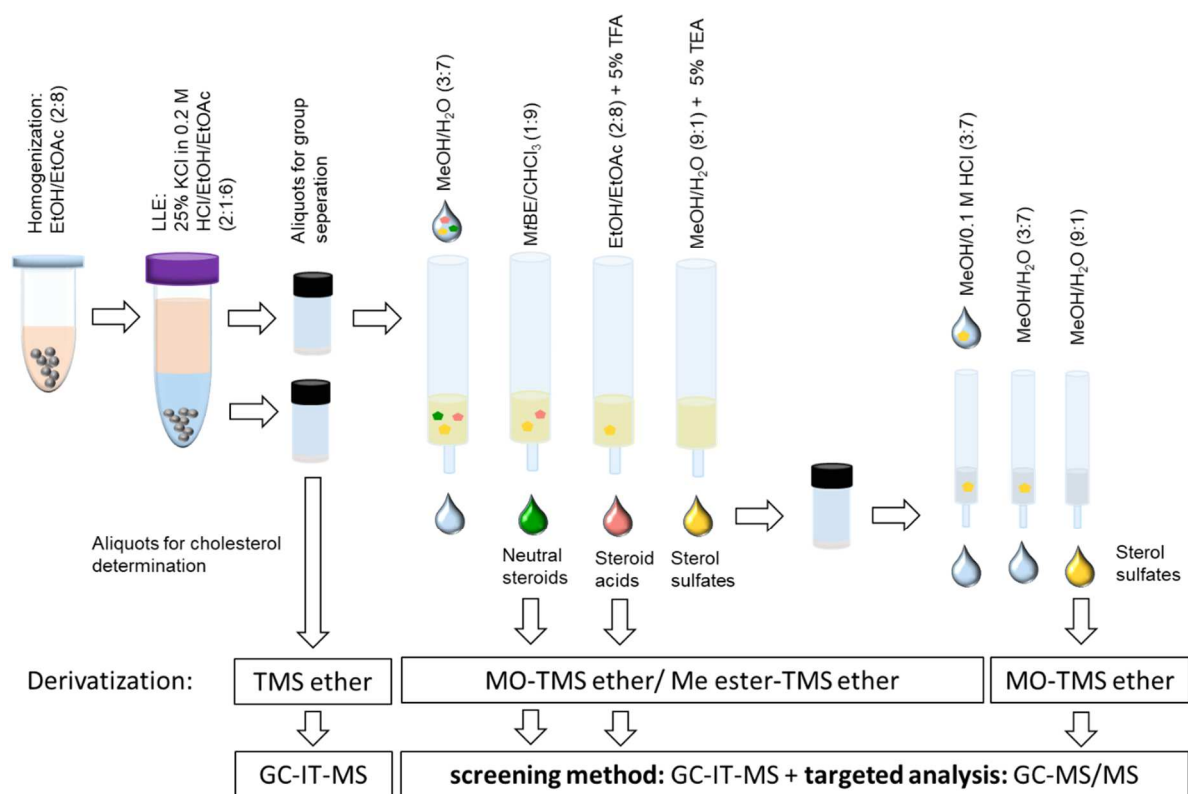 Homogenization:
EtOH/EtOAc (2:8)
LLE:
25% KCl in 0.2 M
HCl/EtOH/EtOAc
(2:1:6)
Aliquots for group
seperation
MeOH/H₂O (3:7)
MtBE/CHCl₃ (1:9)
EtOH/EtOAc (2:8) + 5% TFA
MeOH/H₂O (9:1) + 5% TEA
MeOH/0.1 M HCl (3:7)
MeOH/H₂O (3:7)
MeOH/H₂O (9:1)
Aliquots for cholesterol
determination
Neutral
steroids
Steroid
acids
Sterol
sulfates
Sterol
sulfates
Derivatization:
TMS ether
MO-TMS ether/ Me ester-TMS ether
MO-TMS ether
GC-IT-MS
screening method: GC-IT-MS + targeted analysis: GC-MS/MS